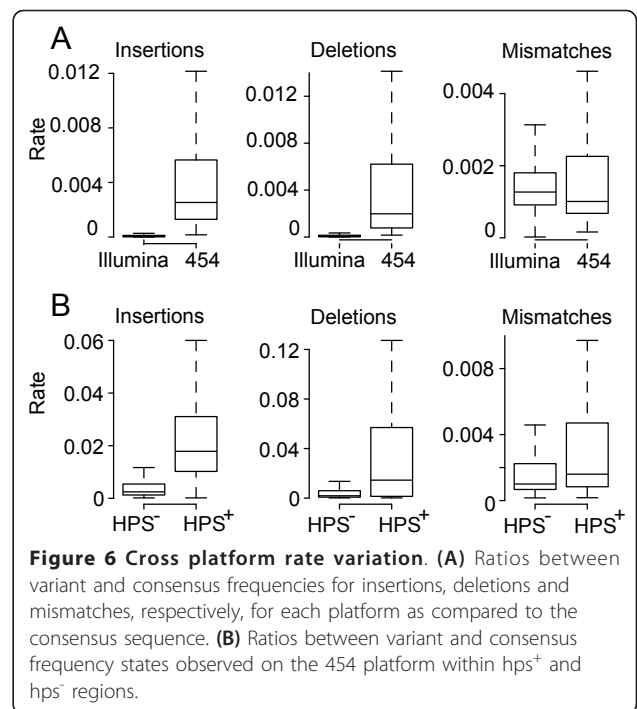 A
Insertions
Deletions
Mismatches
Rate
0.012
0.008
0.004
0
Illumina 454
0.012
0.008
0.004
0
Illumina 454
0.004
0.002
0
Illumina 454
B
Insertions
Deletions
Mismatches
Rate
0.06
0.04
0.02
0
HPS⁻ HPS⁺
0.12
0.08
0.04
0
HPS⁻ HPS⁺
0.008
0.004
0
HPS⁻ HPS⁺
Figure 6 Cross platform rate variation. (A) Ratios between
variant and consensus frequencies for insertions, deletions and
mismatches, respectively, for each platform as compared to the
consensus sequence. (B) Ratios between variant and consensus
frequency states observed on the 454 platform within hps⁺ and
hps⁻ regions.